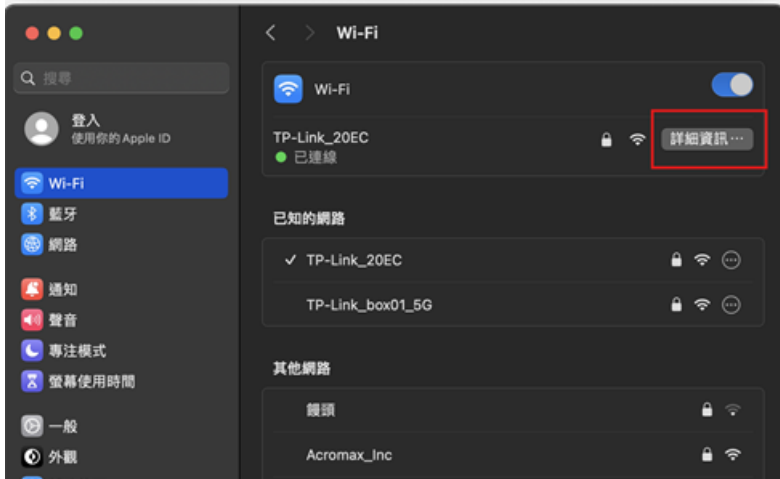 Wi-Fi
搜尋
登入
使用你的 Apple ID
Wi-Fi
藍牙
網路
通知
聲音
專注模式
螢幕使用時間
一般
外觀
Wi-Fi
TP-Link_20EC
已連線
詳細資訊⋯
已知的網路
TP-Link_20EC
TP-Link_box01_5G
其他網路
饅頭
Acromax_Inc